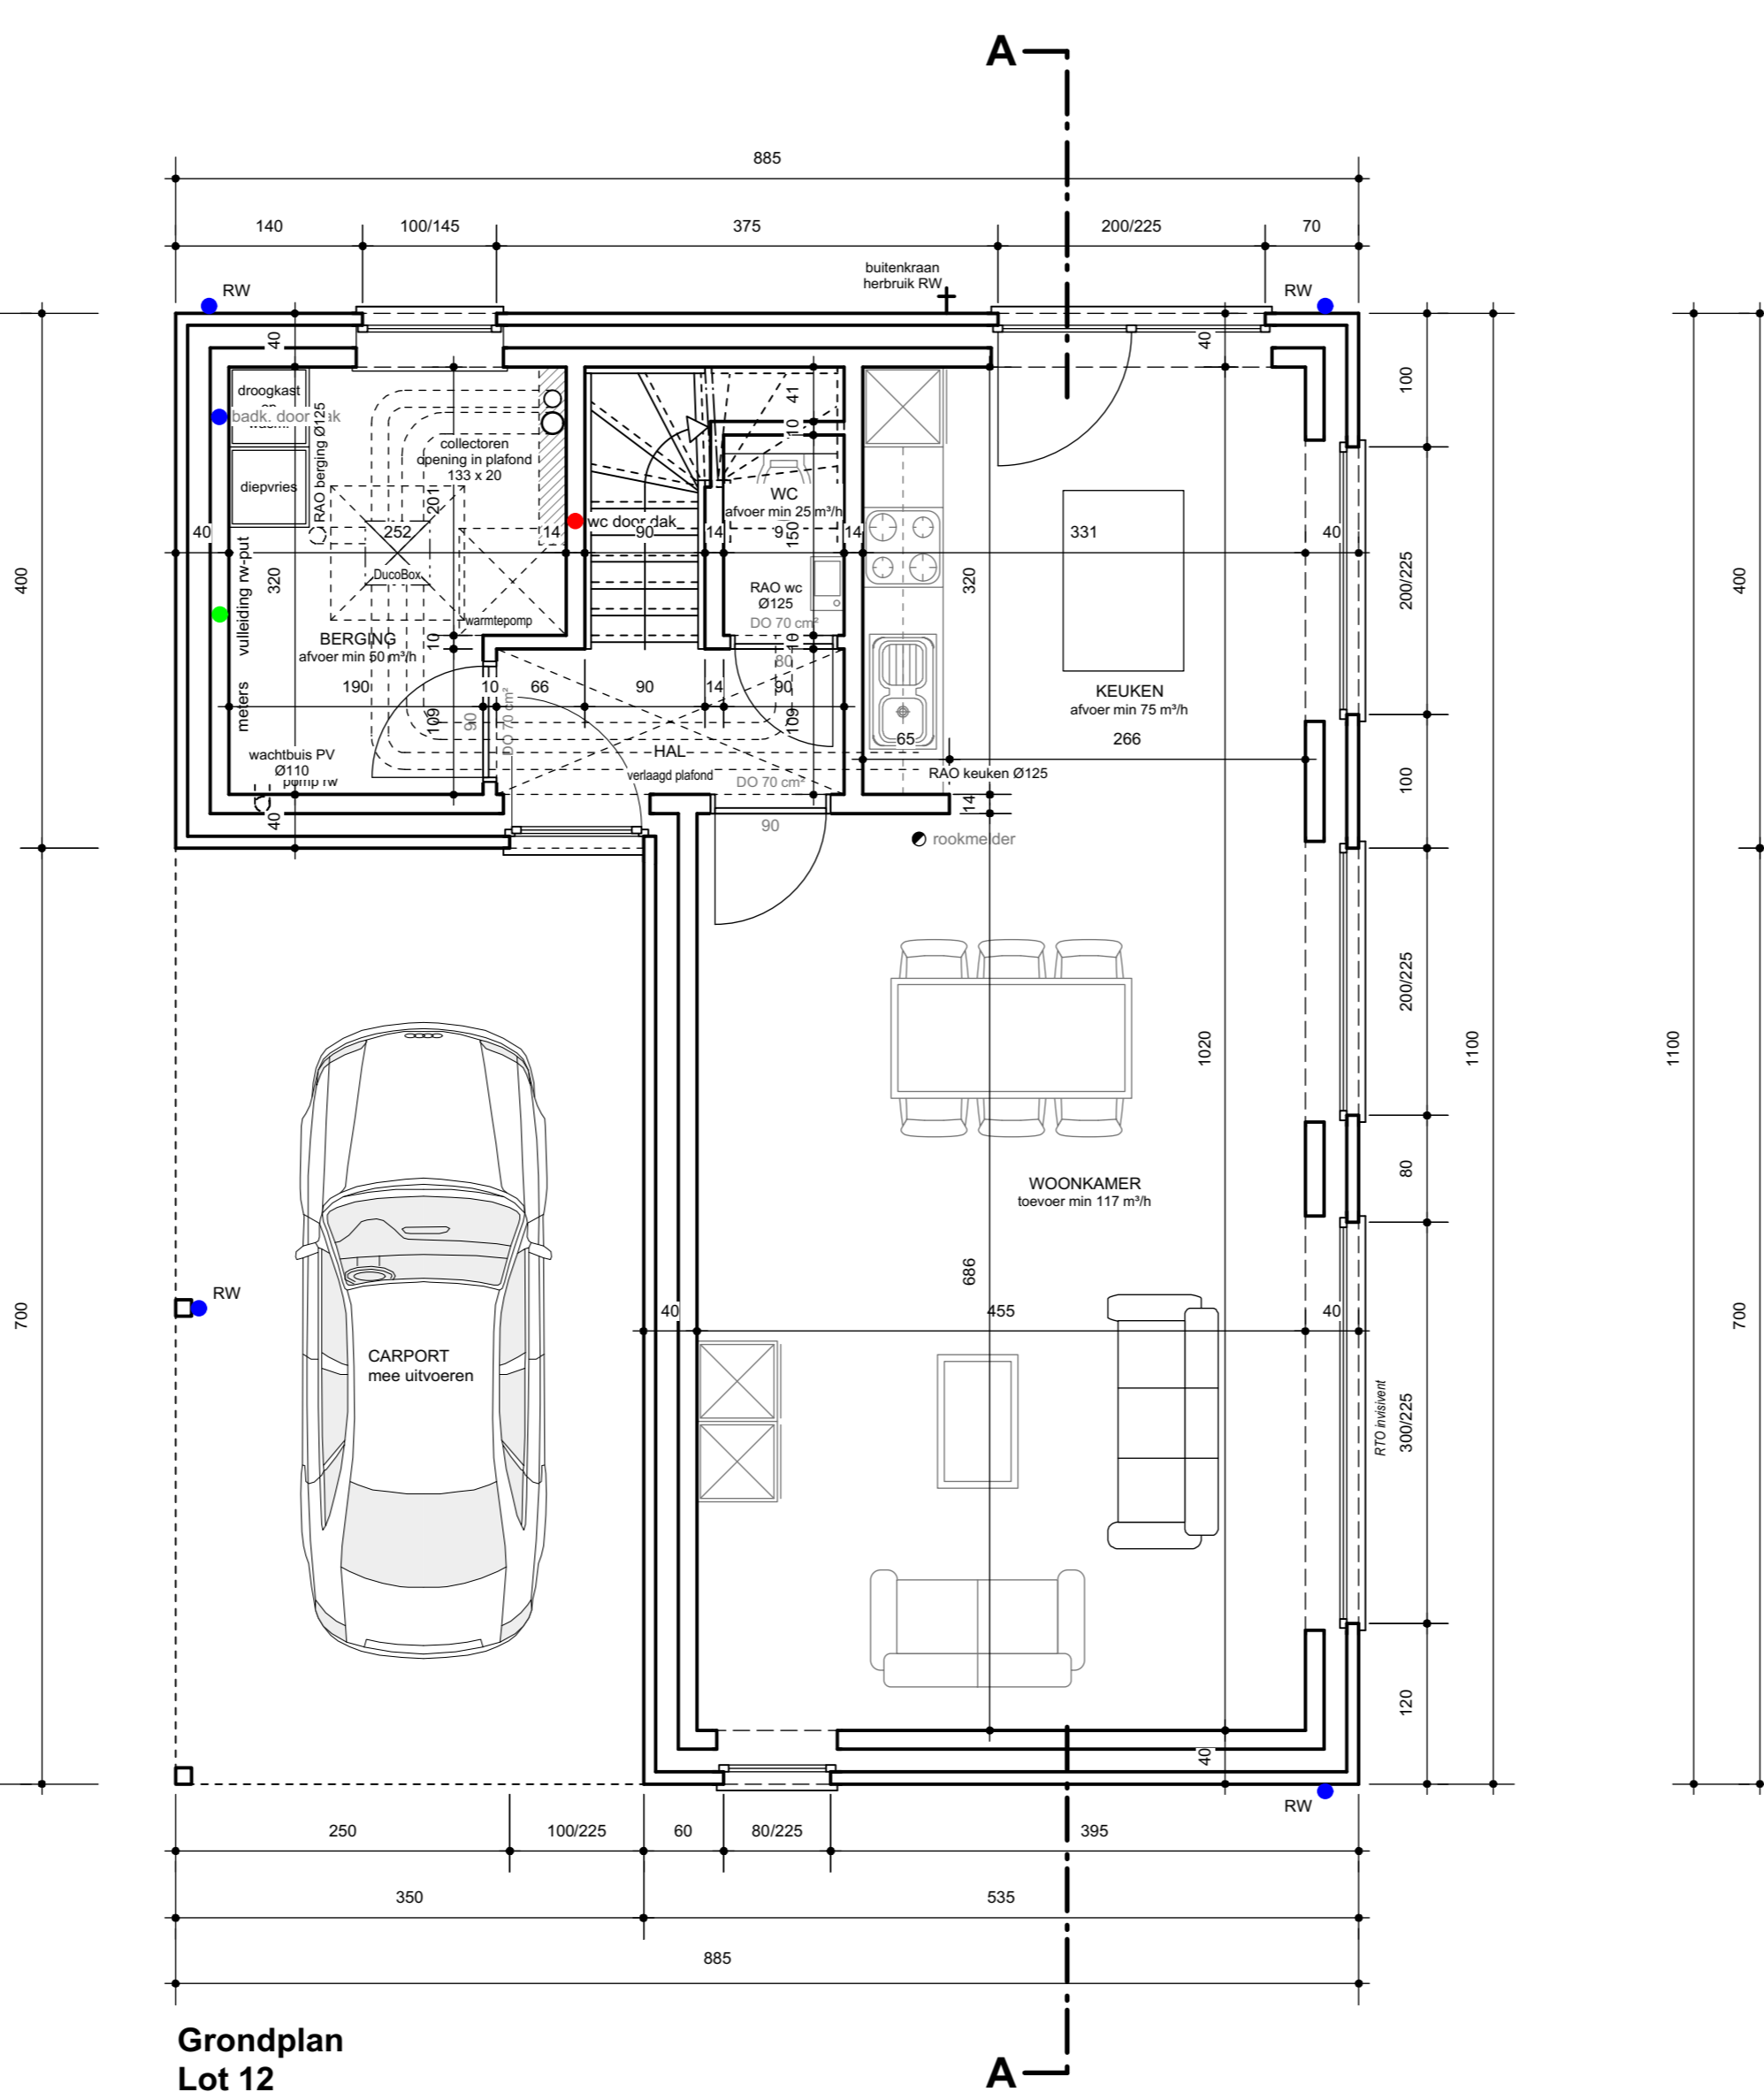 A
885
140
100/145
375
200/225
70
buitenkraan
herbruik RW
RW
RW
40
40
droogkast
badk. door
diepvries
RAO berging Ø125
collectoren
opening in plafond
133 x 20
201
41
10
WC
afvoer min 25 m³/h
wc door dak
40
252
14
90
14
14
331
40
150
DucoBox
vulleiding rw-put
320
RAO wc
Ø125
DO 70 cm²
320
warmtepomp
BERGING
afvoer min 50 m³/h
10
10
80
meters
190
10
66
90
14
90
109
90
DO 70 cm²
109
KEUKEN
afvoer min 75 m³/h
65
266
HAL
verlaagd plafond
DO 70 cm²
RAO keuken Ø125
wachtbuis PV
Ø110
pomp rw
40
14
90
rookmelder
400
700
100
200/225
100
200/225
80
300/225
120
1100
1100
400
700
1020
686
WOONKAMER
toevoer min 117 m³/h
RW
40
455
40
CARPORT
mee uitvoeren
RTO invisivent
40
RW
250
100/225
60
80/225
395
350
535
885
Grondplan
Lot 12
A